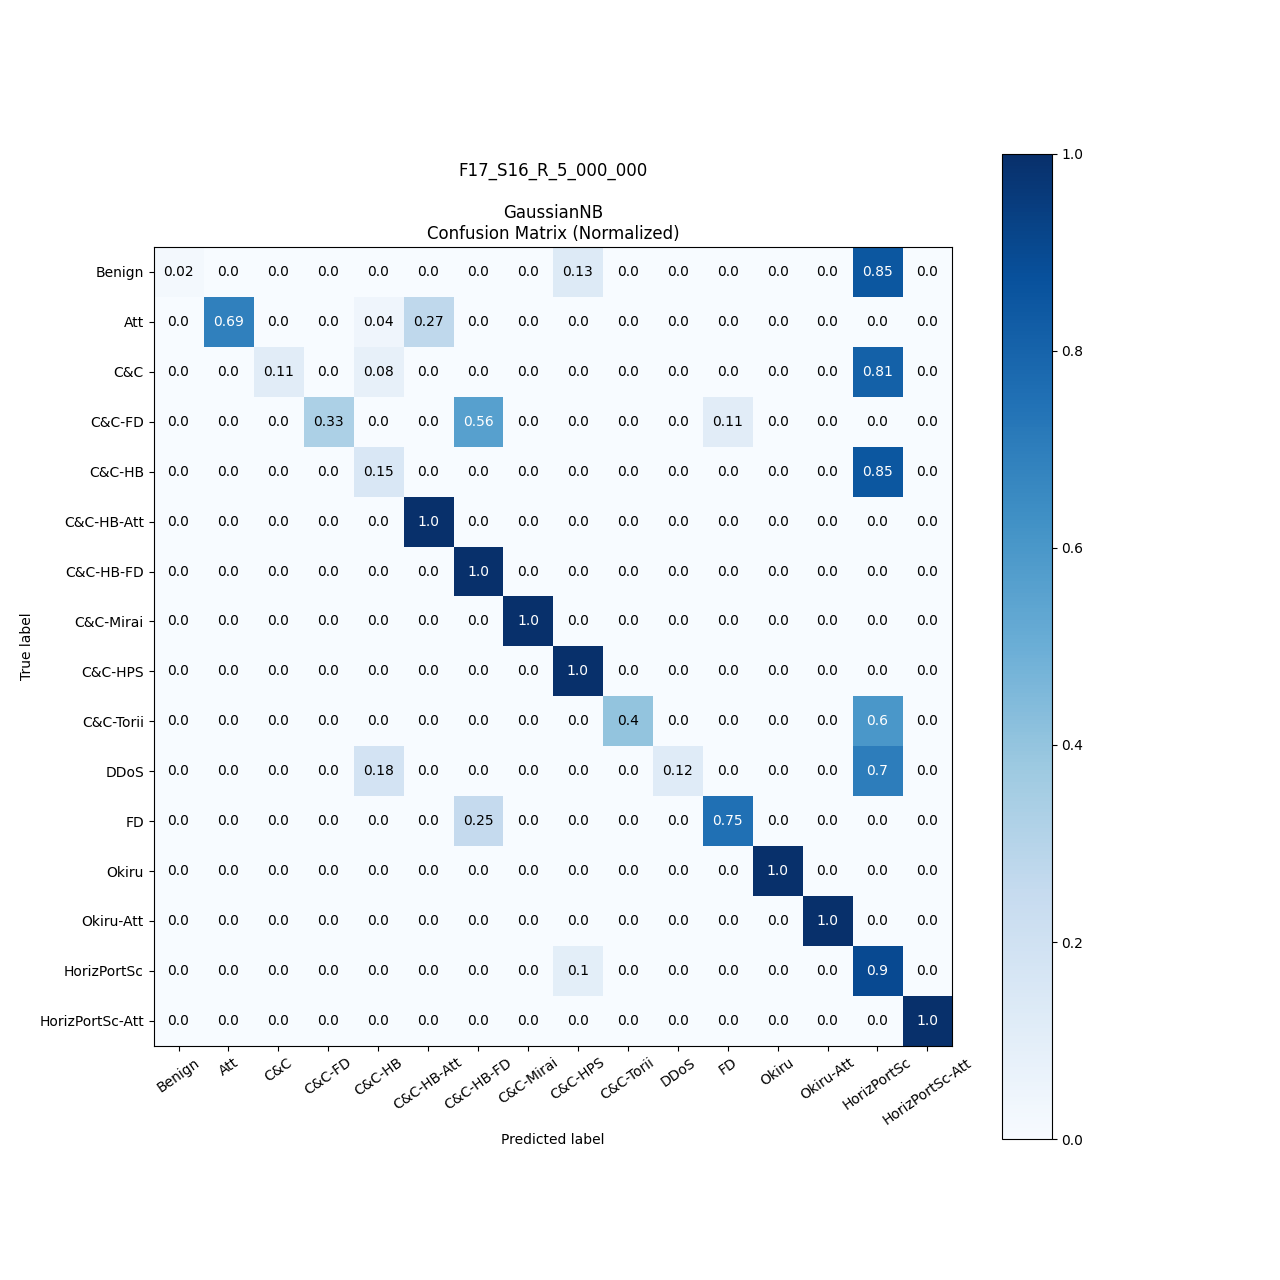 F17_S16_R_5_000_000
GaussianNB
Confusion Matrix (Normalized)
Benign 0.02 0.0 0.0 0.0 0.0 0.0 0.0 0.0 0.13 0.0 0.0 0.0 0.0 0.0 0.85 0.0
Att 0.0 0.69 0.0 0.0 0.04 0.27 0.0 0.0 0.0 0.0 0.0 0.0 0.0 0.0 0.0 0.0
C&C 0.0 0.0 0.11 0.0 0.08 0.0 0.0 0.0 0.0 0.0 0.0 0.0 0.0 0.0 0.81 0.0
C&C-FD 0.0 0.0 0.0 0.33 0.0 0.0 0.56 0.0 0.0 0.0 0.0 0.11 0.0 0.0 0.0 0.0
C&C-HB 0.0 0.0 0.0 0.0 0.15 0.0 0.0 0.0 0.0 0.0 0.0 0.0 0.0 0.0 0.85 0.0
C&C-HB-Att 0.0 0.0 0.0 0.0 0.0 1.0 0.0 0.0 0.0 0.0 0.0 0.0 0.0 0.0 0.0 0.0
C&C-HB-FD 0.0 0.0 0.0 0.0 0.0 0.0 1.0 0.0 0.0 0.0 0.0 0.0 0.0 0.0 0.0 0.0
C&C-Mirai 0.0 0.0 0.0 0.0 0.0 0.0 0.0 1.0 0.0 0.0 0.0 0.0 0.0 0.0 0.0 0.0
C&C-HPS 0.0 0.0 0.0 0.0 0.0 0.0 0.0 0.0 1.0 0.0 0.0 0.0 0.0 0.0 0.0 0.0
C&C-Torii 0.0 0.0 0.0 0.0 0.0 0.0 0.0 0.0 0.0 0.4 0.0 0.0 0.0 0.0 0.6 0.0
DDoS 0.0 0.0 0.0 0.0 0.18 0.0 0.0 0.0 0.0 0.0 0.12 0.0 0.0 0.0 0.7 0.0
FD 0.0 0.0 0.0 0.0 0.0 0.0 0.25 0.0 0.0 0.0 0.0 0.75 0.0 0.0 0.0 0.0
Okiru 0.0 0.0 0.0 0.0 0.0 0.0 0.0 0.0 0.0 0.0 0.0 0.0 1.0 0.0 0.0 0.0
Okiru-Att 0.0 0.0 0.0 0.0 0.0 0.0 0.0 0.0 0.0 0.0 0.0 0.0 0.0 1.0 0.0 0.0
HorizPortSc 0.0 0.0 0.0 0.0 0.0 0.0 0.0 0.0 0.1 0.0 0.0 0.0 0.0 0.0 0.9 0.0
HorizPortSc-Att 0.0 0.0 0.0 0.0 0.0 0.0 0.0 0.0 0.0 0.0 0.0 0.0 0.0 0.0 0.0 1.0
Benign Att C&C C&C-FD C&C-HB C&C-HB-Att C&C-HB-FD C&C-Mirai C&C-HPS C&C-Torii DDoS FD Okiru Okiru-Att HorizPortSc HorizPortSc-Att
Predicted label
True label
1.0
0.8
0.6
0.4
0.2
0.0